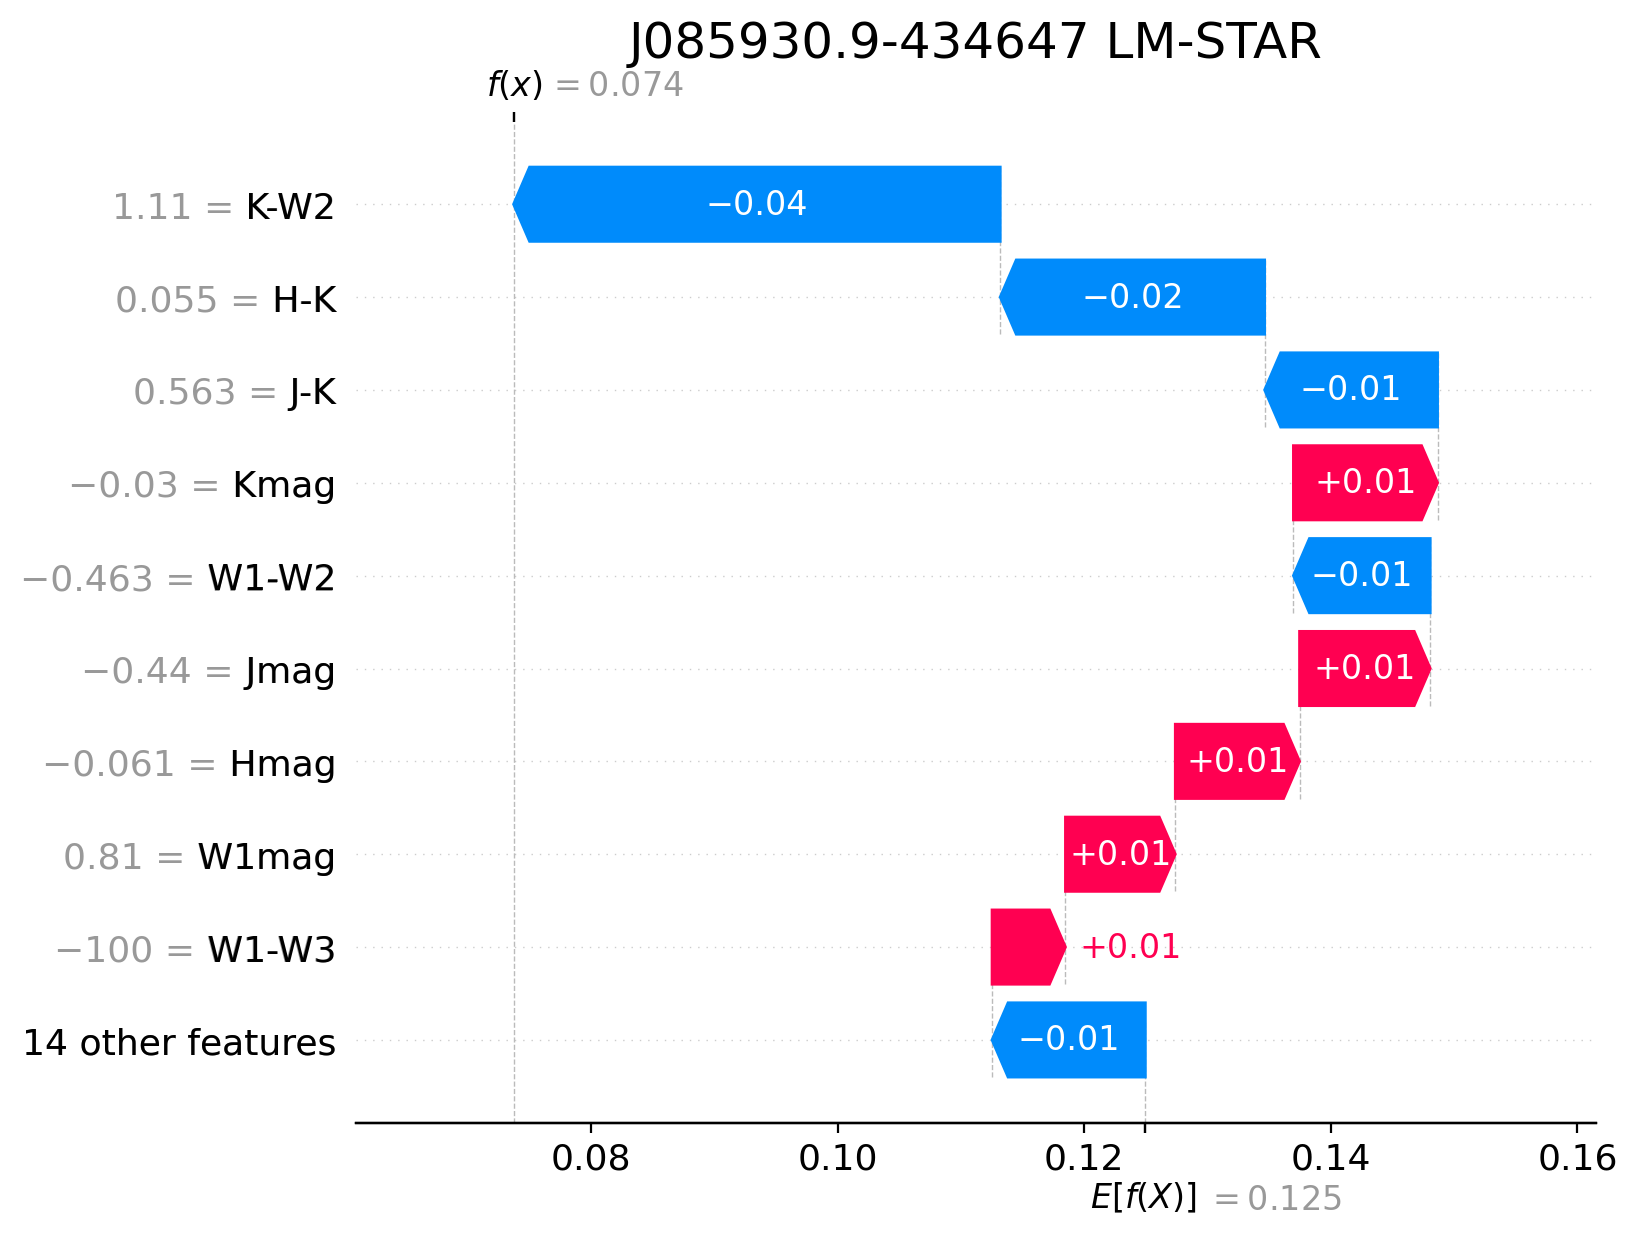 J085930.9-434647 LM-STAR
f(x) = 0.074
1.11 = K-W2
−0.04
0.055 = H-K
−0.02
0.563 = J-K
−0.01
−0.03 = Kmag
+0.01
−0.463 = W1-W2
−0.01
−0.44 = Jmag
+0.01
−0.061 = Hmag
+0.01
0.81 = W1mag
+0.01
−100 = W1-W3
+0.01
14 other features
−0.01
0.08 0.10 0.12 0.14 0.16
E[f(X)] = 0.125